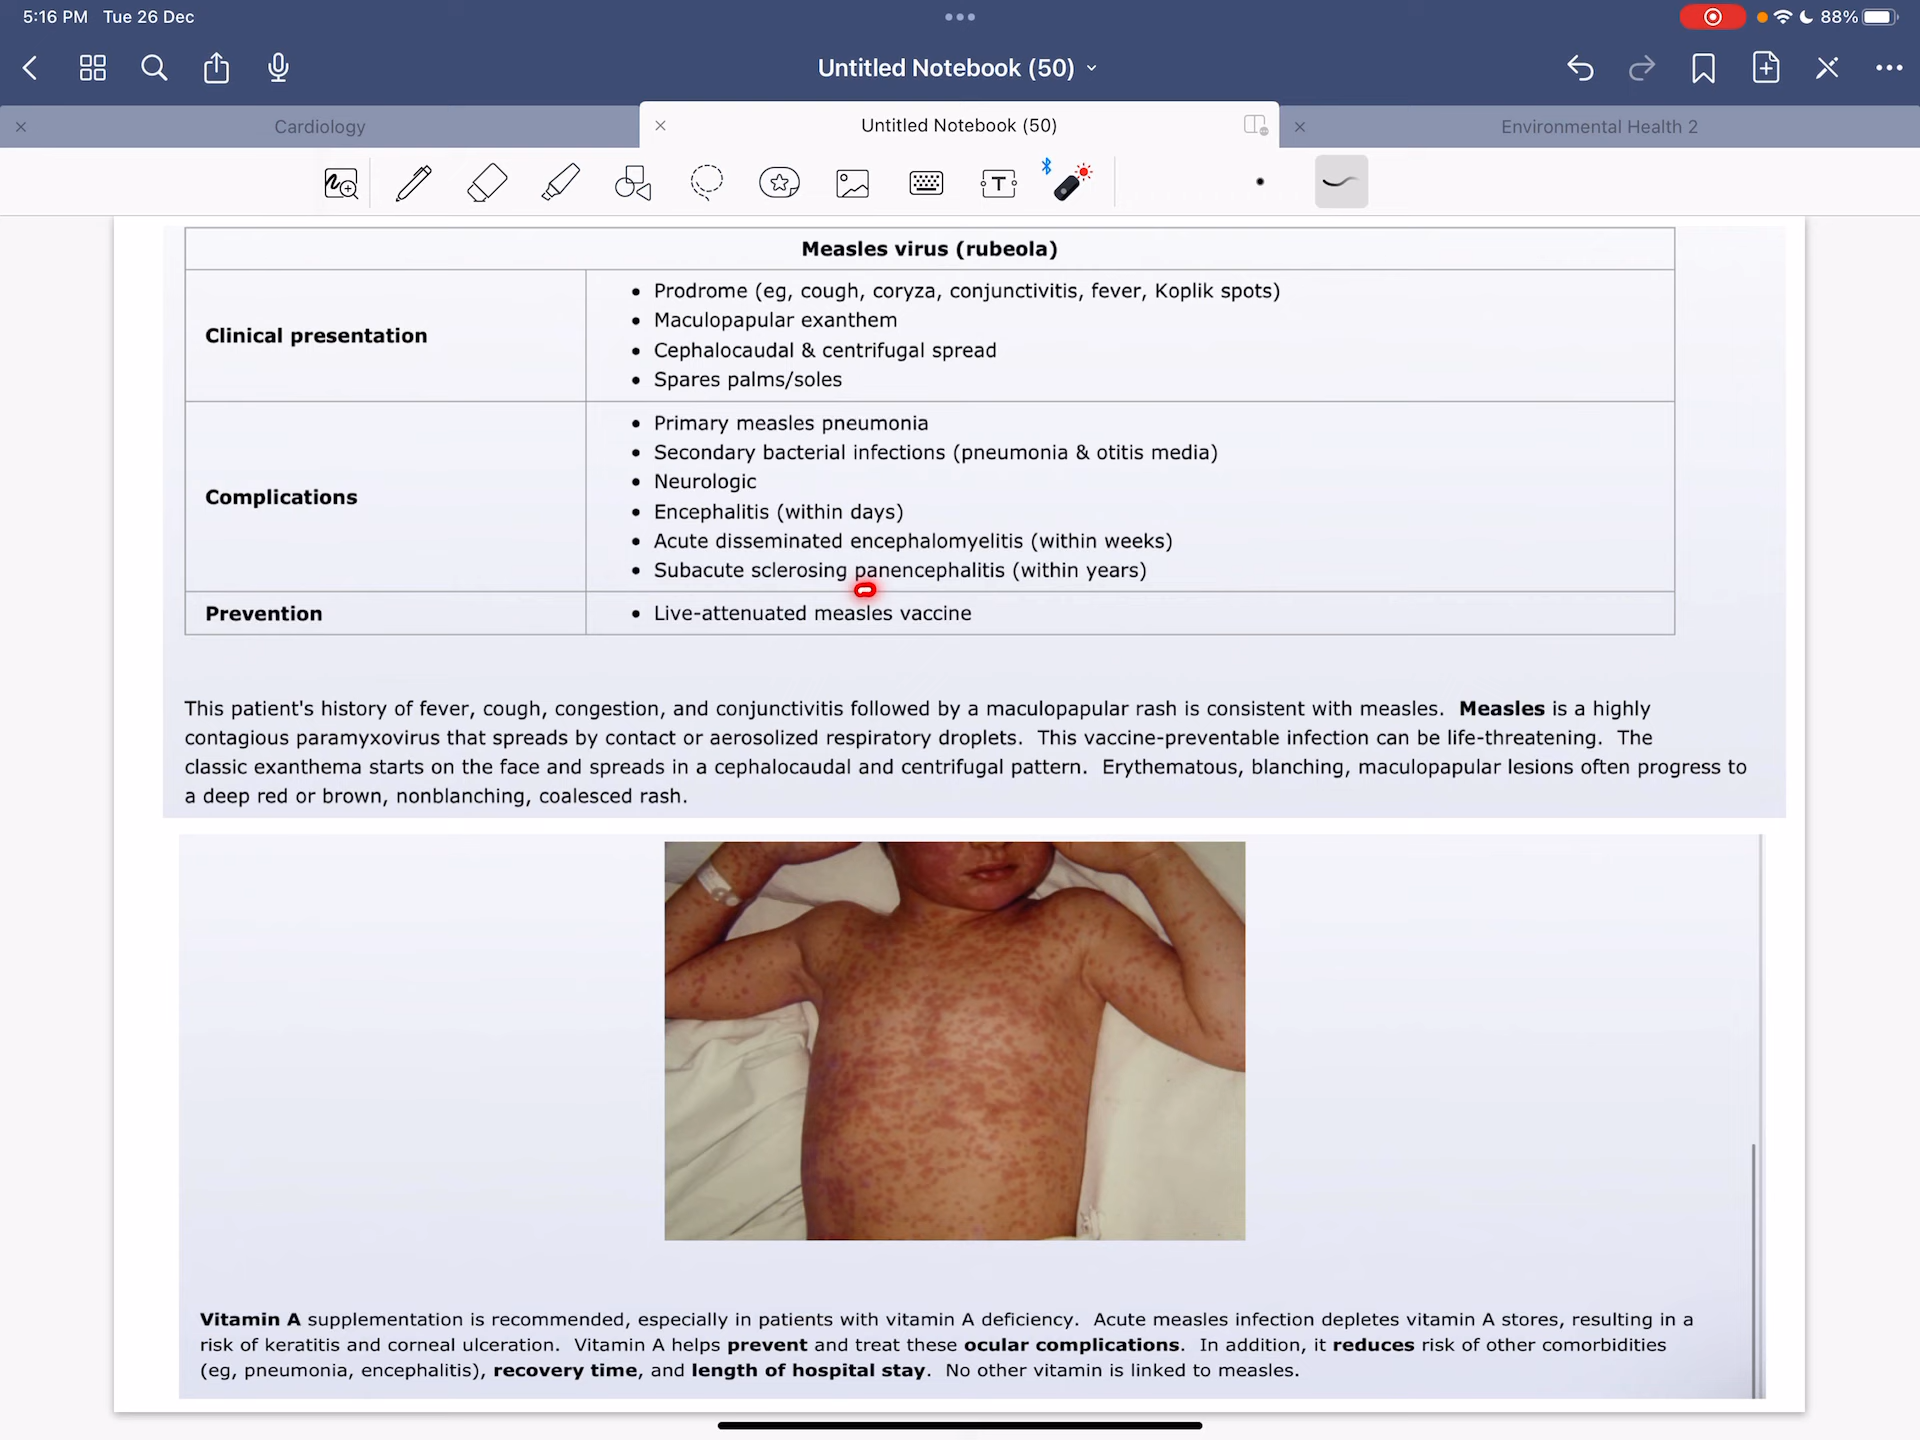 5:16 PM Tue 26 Dec
88%
Untitled Notebook (50)
Cardiology
Untitled Notebook (50)
Environmental Health 2
T
Measles virus (rubeola)
Clinical presentation
• Prodrome (eg, cough, coryza, conjunctivitis, fever, Koplik spots)
• Maculopapular exanthem
• Cephalocaudal & centrifugal spread
• Spares palms/soles
Complications
• Primary measles pneumonia
• Secondary bacterial infections (pneumonia & otitis media)
• Neurologic
• Encephalitis (within days)
• Acute disseminated encephalomyelitis (within weeks)
• Subacute sclerosing panencephalitis (within years)
Prevention
• Live-attenuated measles vaccine
This patient's history of fever, cough, congestion, and conjunctivitis followed by a maculopapular rash is consistent with measles. Measles is a highly
contagious paramyxovirus that spreads by contact or aerosolized respiratory droplets. This vaccine-preventable infection can be life-threatening. The
classic exanthema starts on the face and spreads in a cephalocaudal and centrifugal pattern. Erythematous, blanching, maculopapular lesions often progress to
a deep red or brown, nonblanching, coalesced rash.
Vitamin A supplementation is recommended, especially in patients with vitamin A deficiency. Acute measles infection depletes vitamin A stores, resulting in a
risk of keratitis and corneal ulceration. Vitamin A helps prevent and treat these ocular complications. In addition, it reduces risk of other comorbidities
(eg, pneumonia, encephalitis), recovery time, and length of hospital stay. No other vitamin is linked to measles.